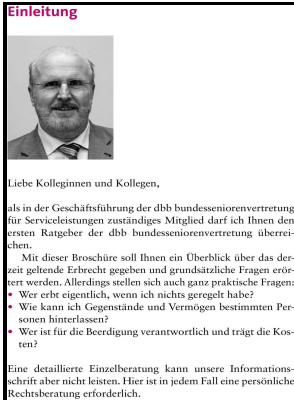 Einleitung
Liebe Kolleginnen und Kollegen,
als in der Geschäftsführung der dbb bundesseniorenvertretung
für Serviceleistungen zuständiges Mitglied darf ich Ihnen den
ersten Ratgeber der dbb bundesseniorenvertretung überrei-
chen.
Mit dieser Broschüre soll Ihnen ein Überblick über das der-
zeit geltende Erbrecht gegeben und grundsätzliche Fragen erör-
tert werden. Allerdings stellen sich auch ganz praktische Fragen:
• Wer erbt eigentlich, wenn ich nichts geregelt habe?
• Wie kann ich Gegenstände und Vermögen bestimmten Per-
sonen hinterlassen?
• Wer ist für die Beerdigung verantwortlich und trägt die Kos-
ten?
Eine detaillierte Einzelberatung kann unsere Informations-
schrift aber nicht leisten. Hier ist in jedem Fall eine persönliche
Rechtsberatung erforderlich.